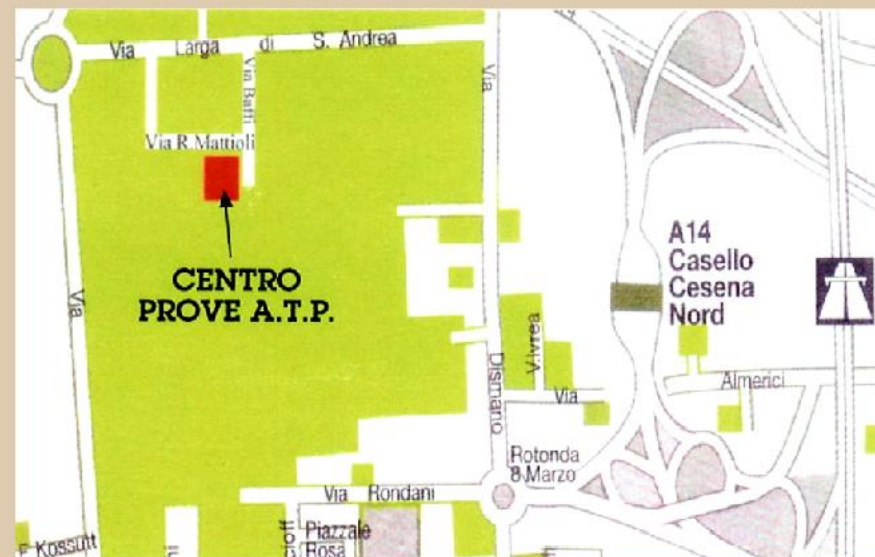 Via Larga di S. Andrea
Via Baffi
Via R. Mattioli
CENTRO
PROVE A.T.P.
Via
Via
Dismano
A14
Casello
Cesena
Nord
V.Ivrea
Via Almerici
Rotonda
8 Marzo
Via Rondani
Piazzale
Rosa
F Kossutt